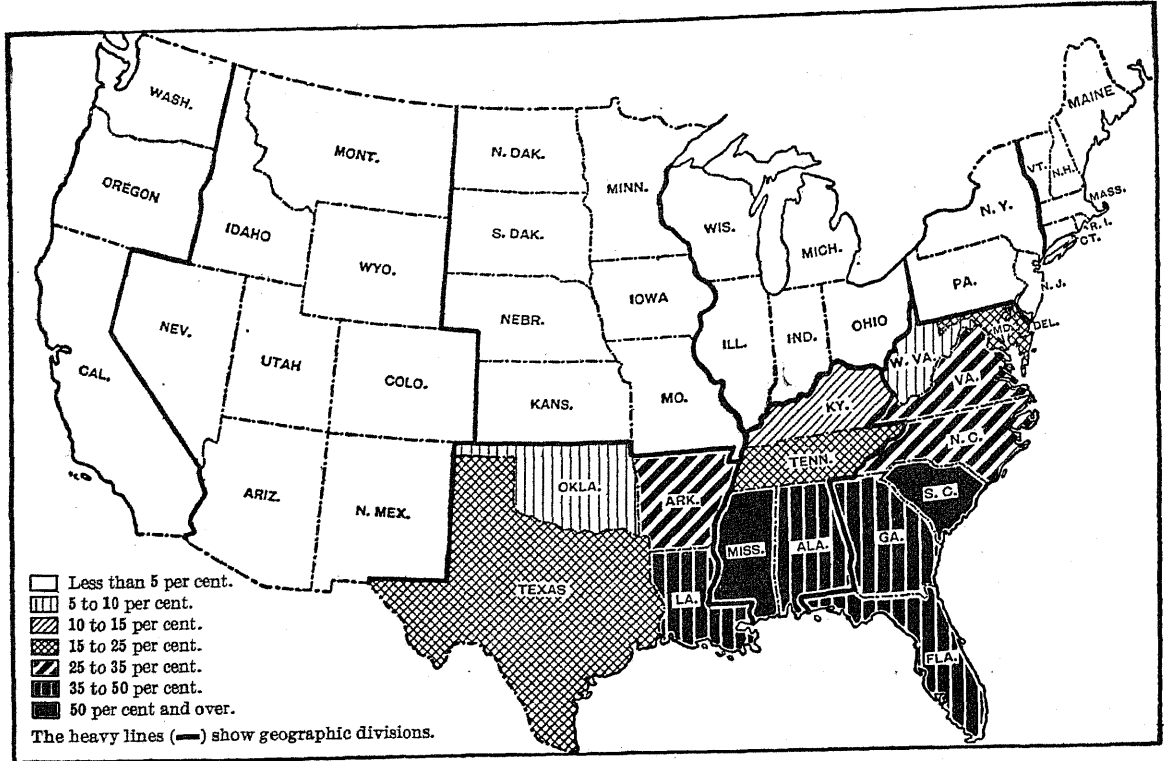 WASH.
MONT.
N. DAK.
MINN.
MAINE
VT.
N.H.
MASS.
R. I.
CT.
N. Y.
OREGON
IDAHO
WYO.
S. DAK.
WIS.
MICH.
IOWA
NEBR.
PA.
N. J.
NEV.
UTAH
COLO.
CAL.
KANS.
MO.
ILL.
IND.
OHIO
MD.
DEL.
W. VA.
VA.
KY.
N. C.
TENN.
S. C.
ARIZ.
N. MEX.
OKLA.
ARK.
MISS.
ALA.
GA.
TEXAS
LA.
FLA.
Less than 5 per cent.
5 to 10 per cent.
10 to 15 per cent.
15 to 25 per cent.
25 to 35 per cent.
35 to 50 per cent.
50 per cent and over.
The heavy lines (▬) show geographic divisions.